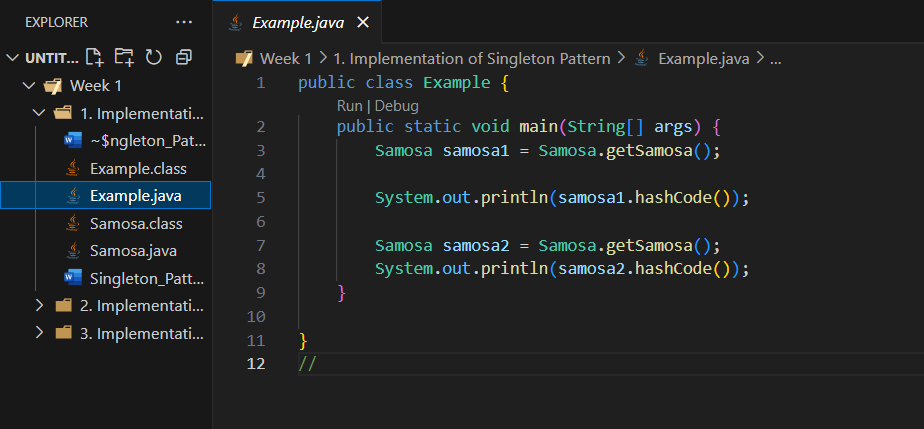 EXPLORER
UNTIT...
Week 1
1. Implementati...
~$ngleton_Pat...
Example.class
Example.java
Samosa.class
Samosa.java
Singleton_Patt...
2. Implementati...
3. Implementati...
Example.java
Week 1 > 1. Implementation of Singleton Pattern > Example.java > ...
1 public class Example {
Run | Debug
2 public static void main(String[] args) {
3 Samosa samosa1 = Samosa.getSamosa();
4
5 System.out.println(samosa1.hashCode());
6
7 Samosa samosa2 = Samosa.getSamosa();
8 System.out.println(samosa2.hashCode());
9 }
10
11 }
12 //